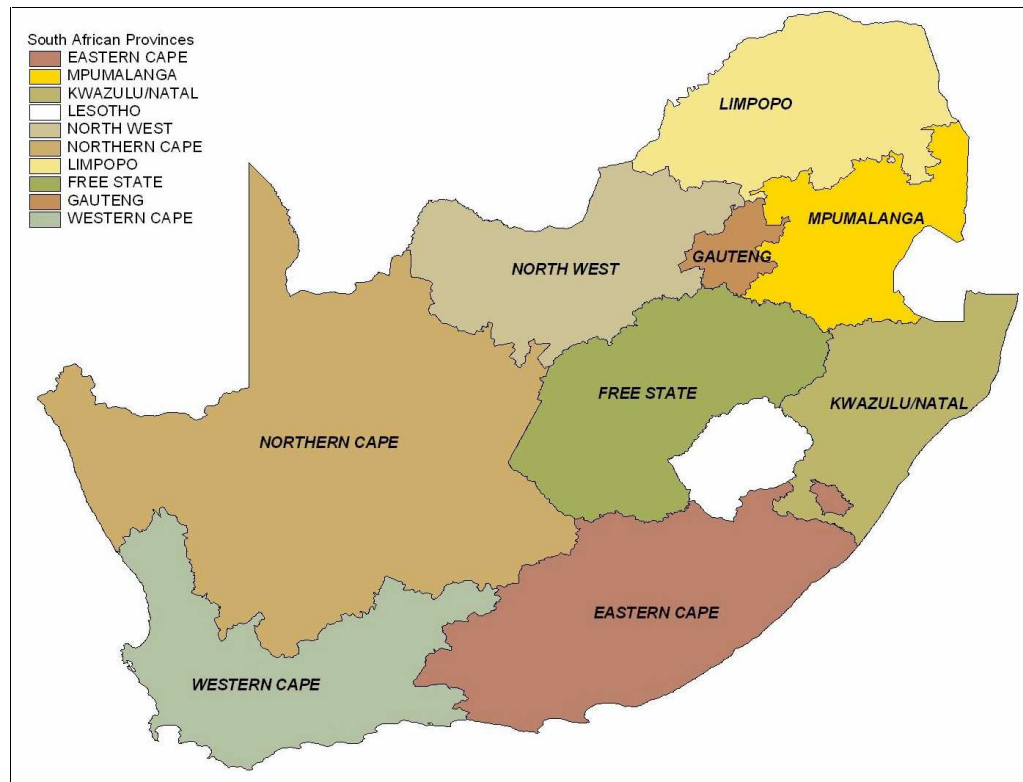 South African Provinces
EASTERN CAPE
MPUMALANGA
KWAZULU/NATAL
LESOTHO
NORTH WEST
NORTHERN CAPE
LIMPOPO
FREE STATE
GAUTENG
WESTERN CAPE
LIMPOPO
MPUMALANGA
GAUTENG
NORTH WEST
FREE STATE
KWAZULU/NATAL
NORTHERN CAPE
EASTERN CAPE
WESTERN CAPE